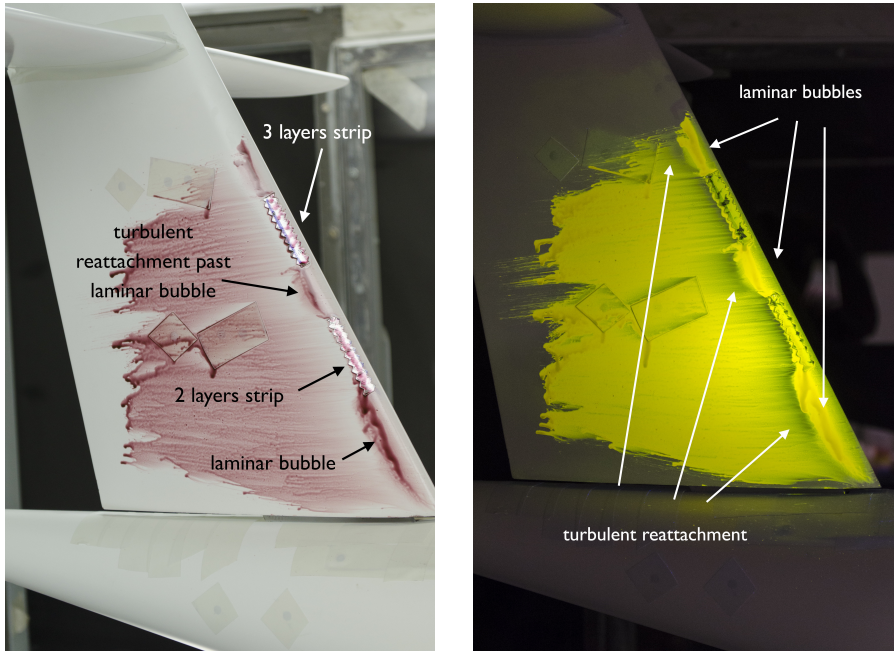 3 layers strip
turbulent
reattachment past
laminar bubble
2 layers strip
laminar bubble
laminar bubbles
turbulent reattachment